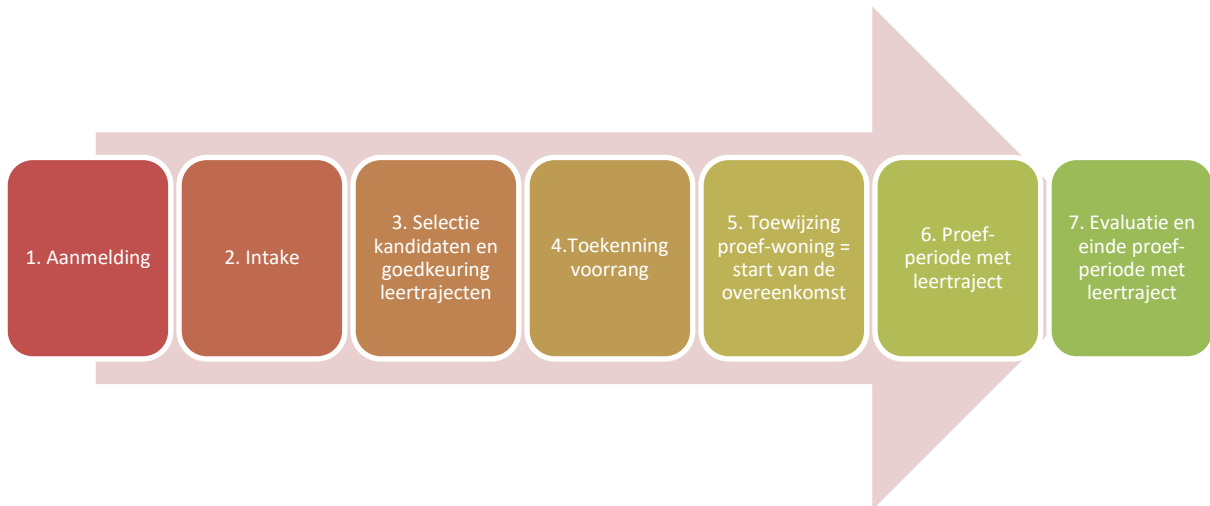 1. Aanmelding
2. Intake
3. Selectie
kandidaten en
goedkeuring
leertrajecten
4.Toekenning
voorrang
5. Toewijzing
proef-woning =
start van de
overeenkomst
6. Proef-
periode met
leertraject
7. Evaluatie en
einde proef-
periode met
leertraject